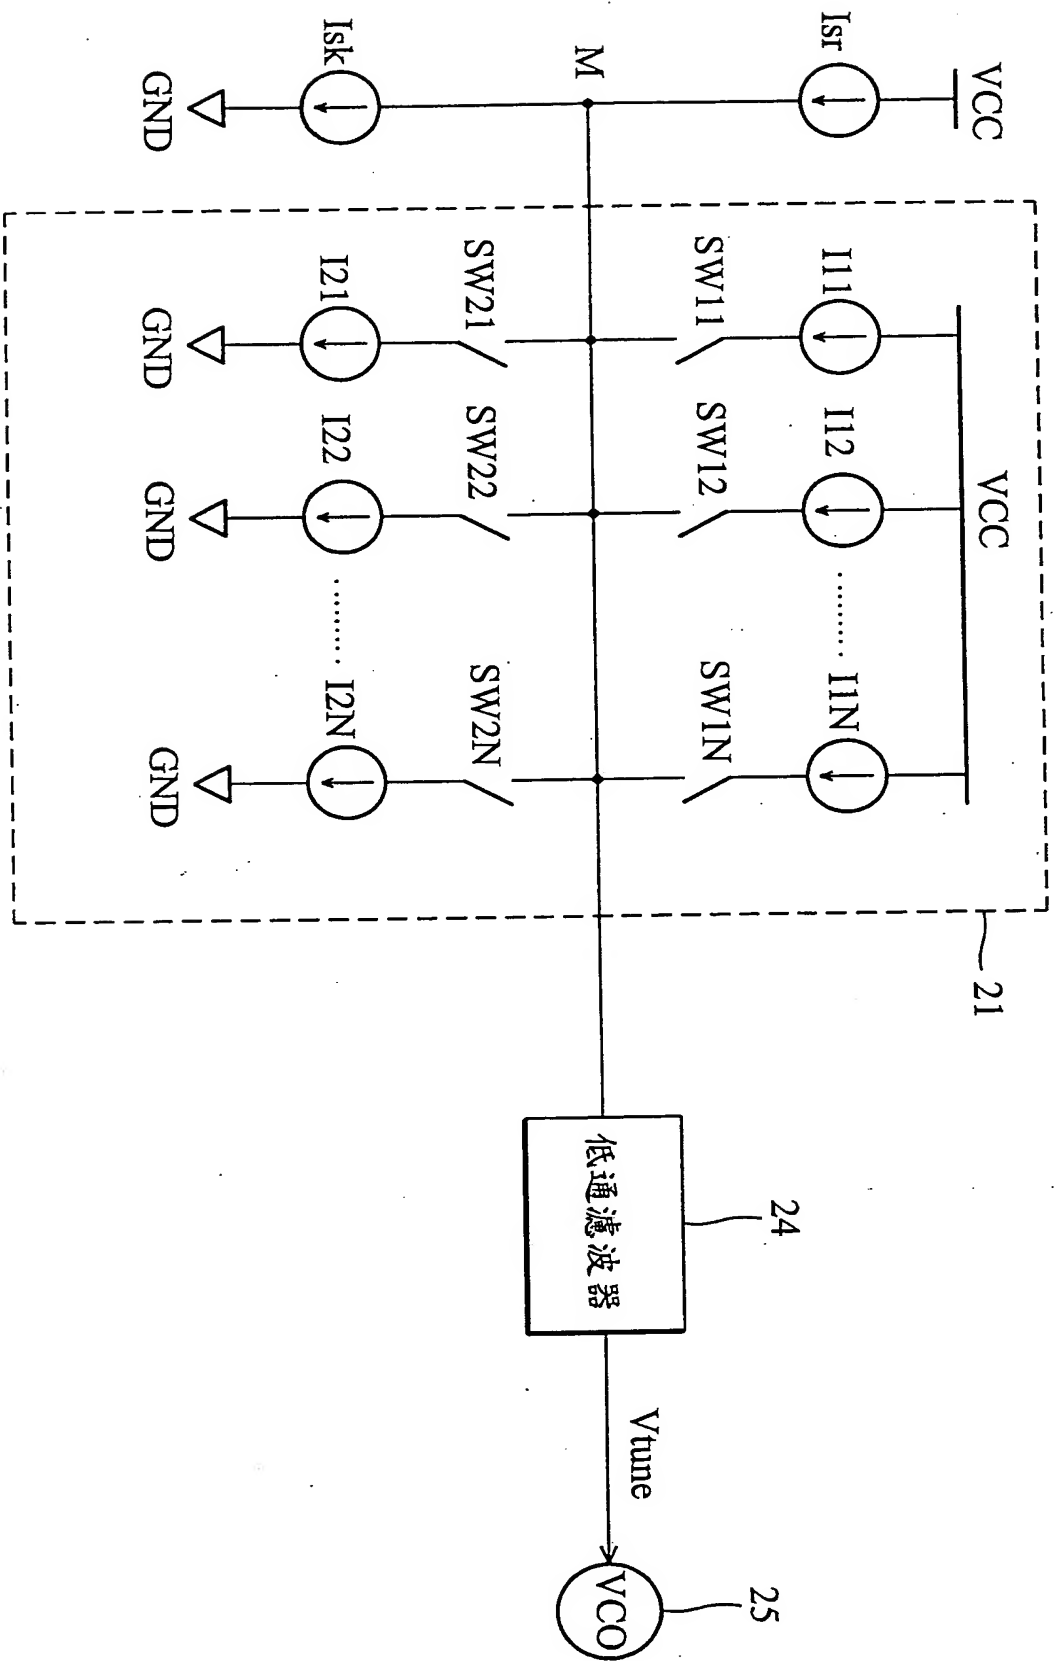 VCC
Isr
M
Isk
GND
VCC
I11
I12
I1N
SW11
SW12
SW1N
SW21
SW22
SW2N
I21
I22
I2N
GND
GND
GND
21
24
低通濾波器
Vtune
25
VCO